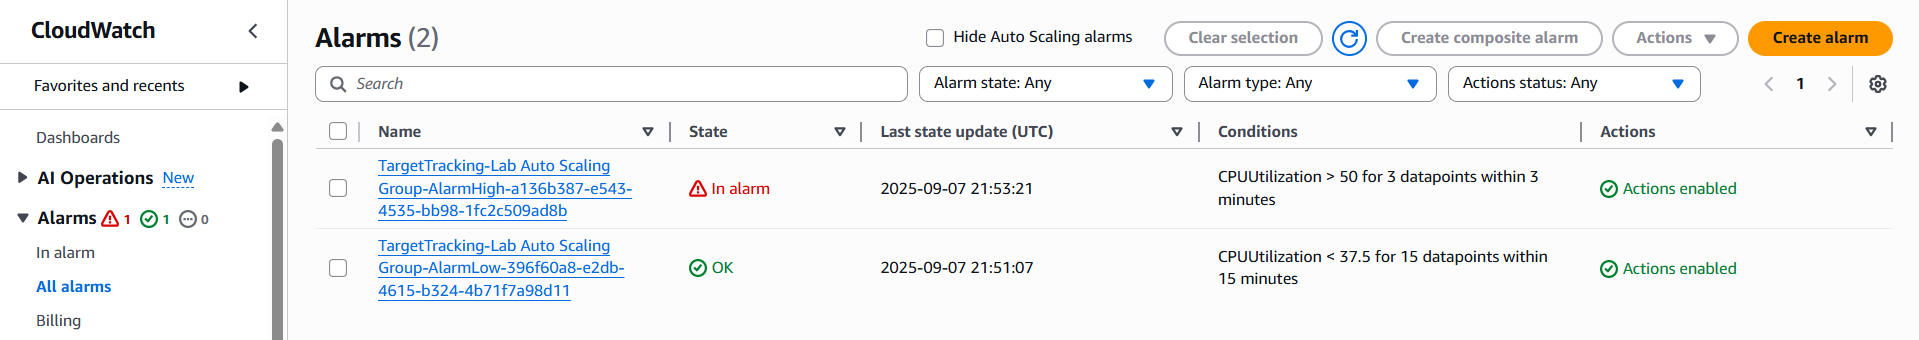 CloudWatch
Favorites and recents
Dashboards
AI Operations New
Alarms 1 1 0
In alarm
All alarms
Billing
Alarms (2)
Hide Auto Scaling alarms
Clear selection
Create composite alarm
Actions
Create alarm
Search
Alarm state: Any
Alarm type: Any
Actions status: Any
1
Name State Last state update (UTC) Conditions Actions
TargetTracking-Lab Auto Scaling
Group-AlarmHigh-a136b387-e543-
4535-bb98-1fc2c509ad8b
In alarm
2025-09-07 21:53:21
CPUUtilization > 50 for 3 datapoints within 3
minutes
Actions enabled
TargetTracking-Lab Auto Scaling
Group-AlarmLow-396f60a8-e2db-
4615-b324-4b71f7a98d11
OK
2025-09-07 21:51:07
CPUUtilization < 37.5 for 15 datapoints within
15 minutes
Actions enabled